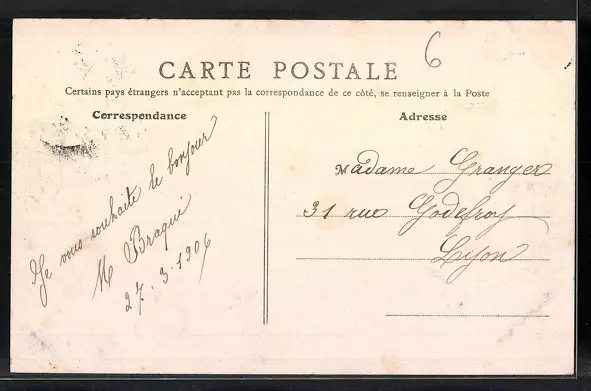 6
CARTE POSTALE
Certains pays étrangers n'acceptant pas la correspondance de ce côté, se renseigner à la Poste
Correspondance
Je vous souhaite le bonjour
M Braqui
27.3.1906
Adresse
Madame Granger
31 rue Godefroy
Lyon